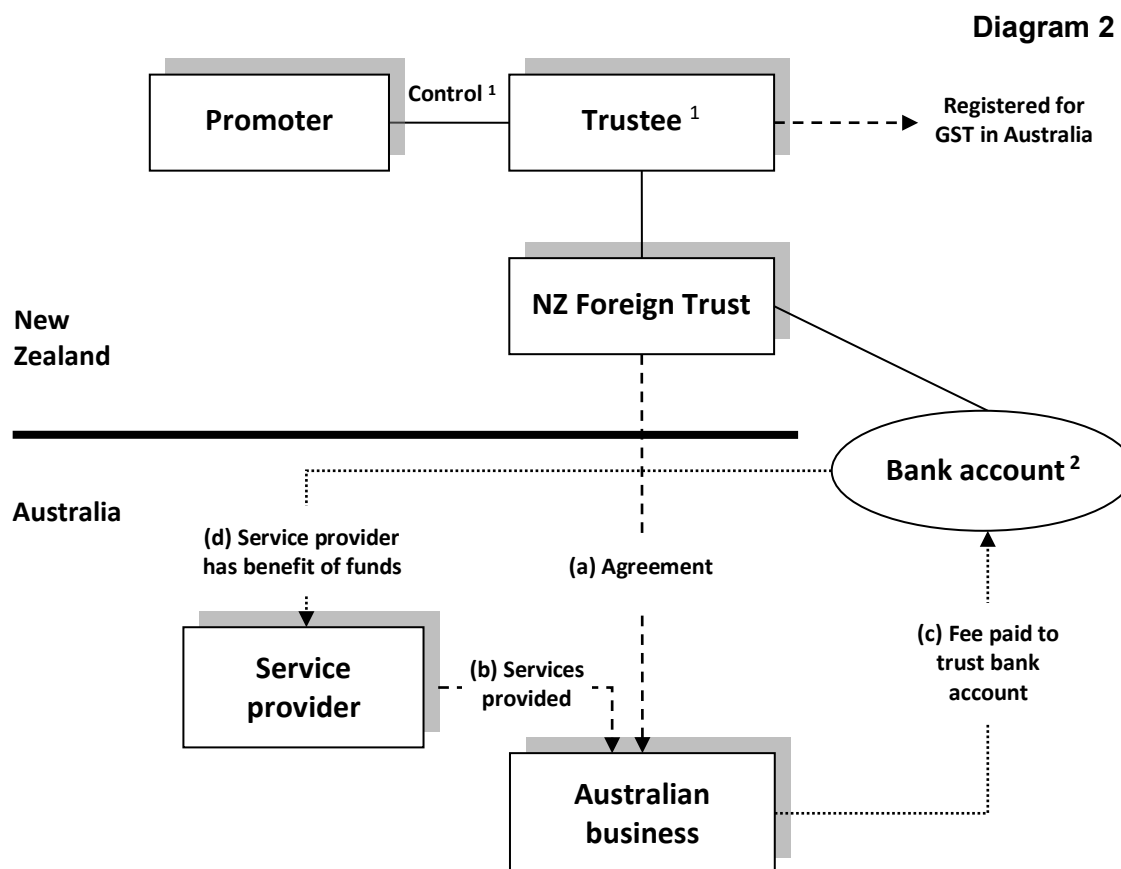 Diagram 2
Promoter
Control ¹
Trustee ¹
Registered for
GST in Australia
NZ Foreign Trust
New
Zealand
Bank account ²
Australia
(d) Service provider
has benefit of funds
(a) Agreement
(c) Fee paid to
trust bank
account
Service
provider
(b) Services
provided
Australian
business